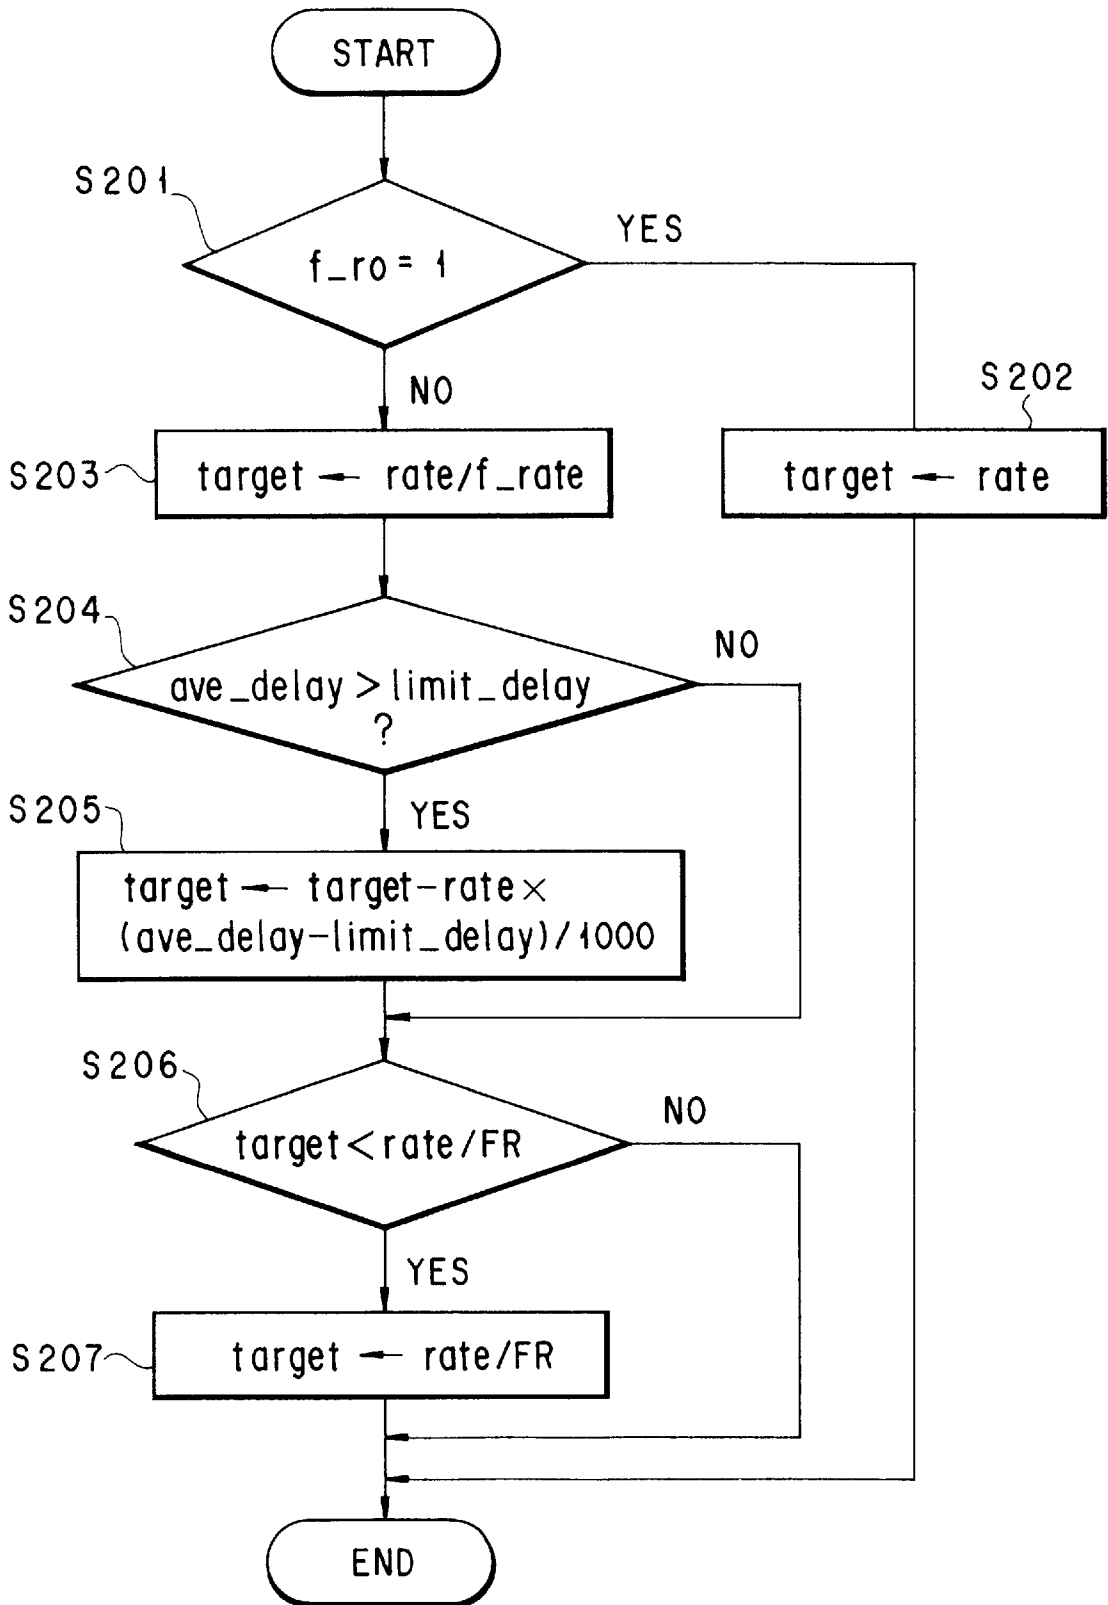 START
S201
f_ro = 1
YES
NO
S202
S203
target ← rate/f_rate
target ← rate
S204
ave_delay > limit_delay
?
NO
YES
S205
target ← target-rate×
(ave_delay-limit_delay)/1000
S206
target < rate/FR
NO
YES
S207
target ← rate/FR
END